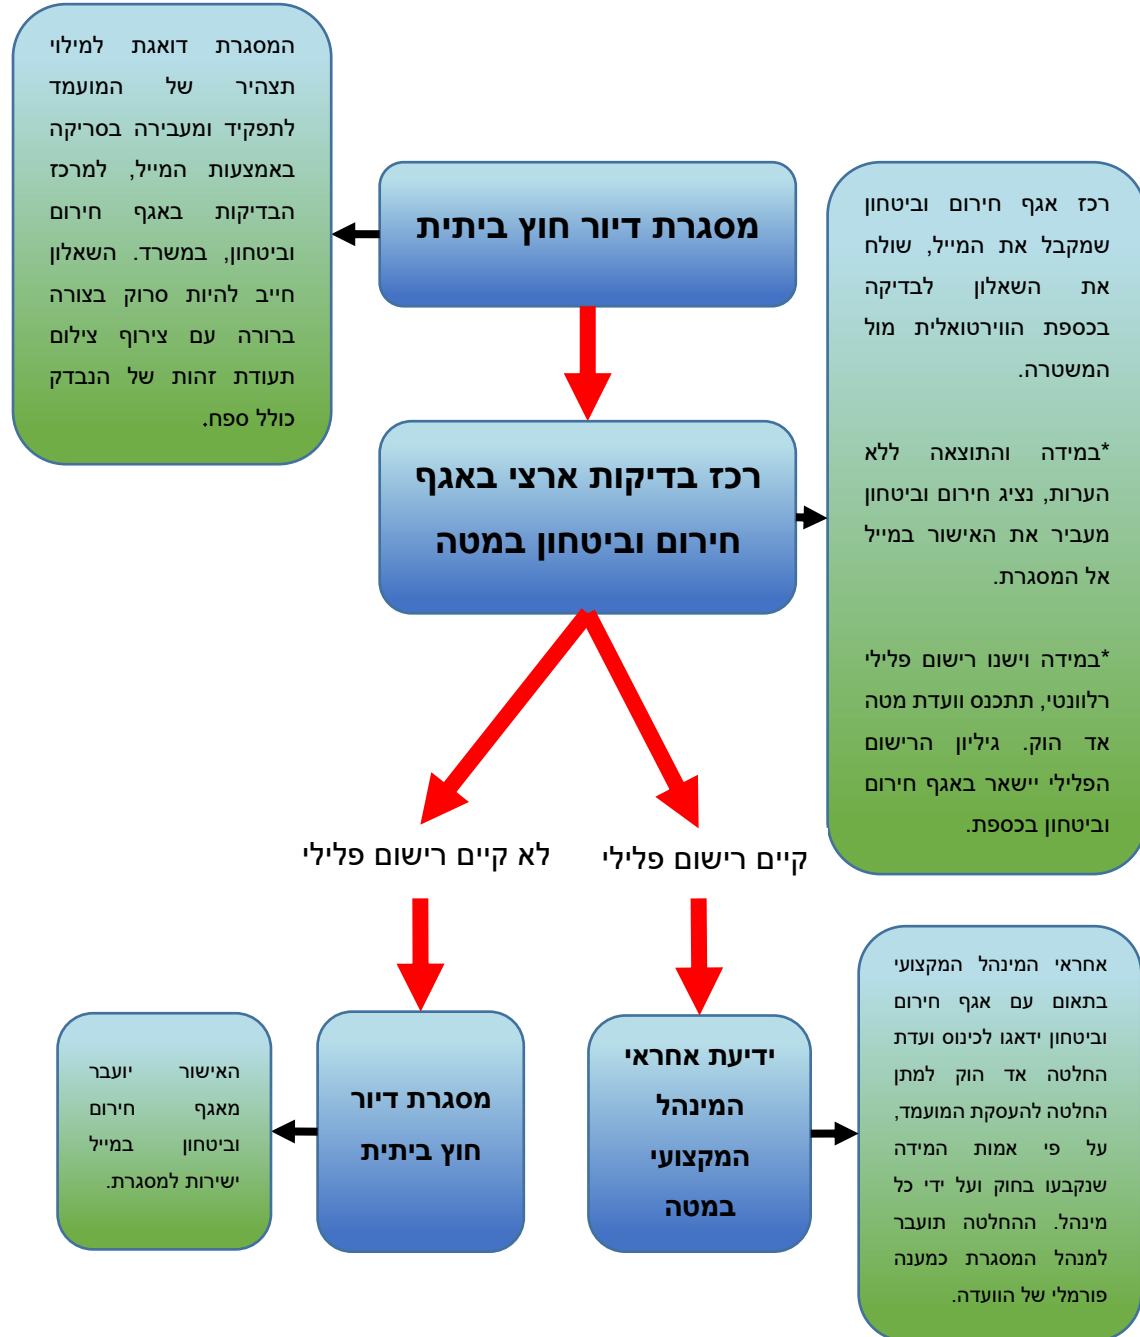 המסגרת דואגת למילוי
תצהיר של המועמד
לתפקיד ומעבירה בסריקה
באמצעות המייל, למרכז
הבדיקות באגף חירום
וביטחון, במשרד. השאלון
חייב להיות סרוק בצורה
ברורה עם צירוף צילום
תעודת זהות של הנבדק
כולל ספח.
מסגרת דיור חוץ ביתית
רכז אגף חירום וביטחון
שמקבל את המייל, שולח
את השאלון לבדיקה
בכספת הווירטואלית מול
המשטרה.
*במידה והתוצאה ללא
הערות, נציג חירום וביטחון
מעביר את האישור במייל
אל המסגרת.
*במידה וישנו רישום פלילי
רלוונטי, תתכנס וועדת מטה
אד הוק. גיליון הרישום
הפלילי יישאר באגף חירום
וביטחון בכספת.
רכז בדיקות ארצי באגף
חירום וביטחון במטה
קיים רישום פלילי
לא קיים רישום פלילי
אחראי המינהל המקצועי
בתאום עם אגף חירום
וביטחון ידאגו לכינוס ועדת
החלטה אד הוק למתן
החלטה להעסקת המועמד,
על פי אמות המידה
שנקבעו בחוק ועל ידי כל
מינהל. ההחלטה תועבר
למנהל המסגרת כמענה
פורמלי של הוועדה.
ידיעת אחראי
המינהל
המקצועי
במטה
מסגרת דיור
חוץ ביתית
האישור יועבר
מאגף חירום
וביטחון במייל
ישירות למסגרת.